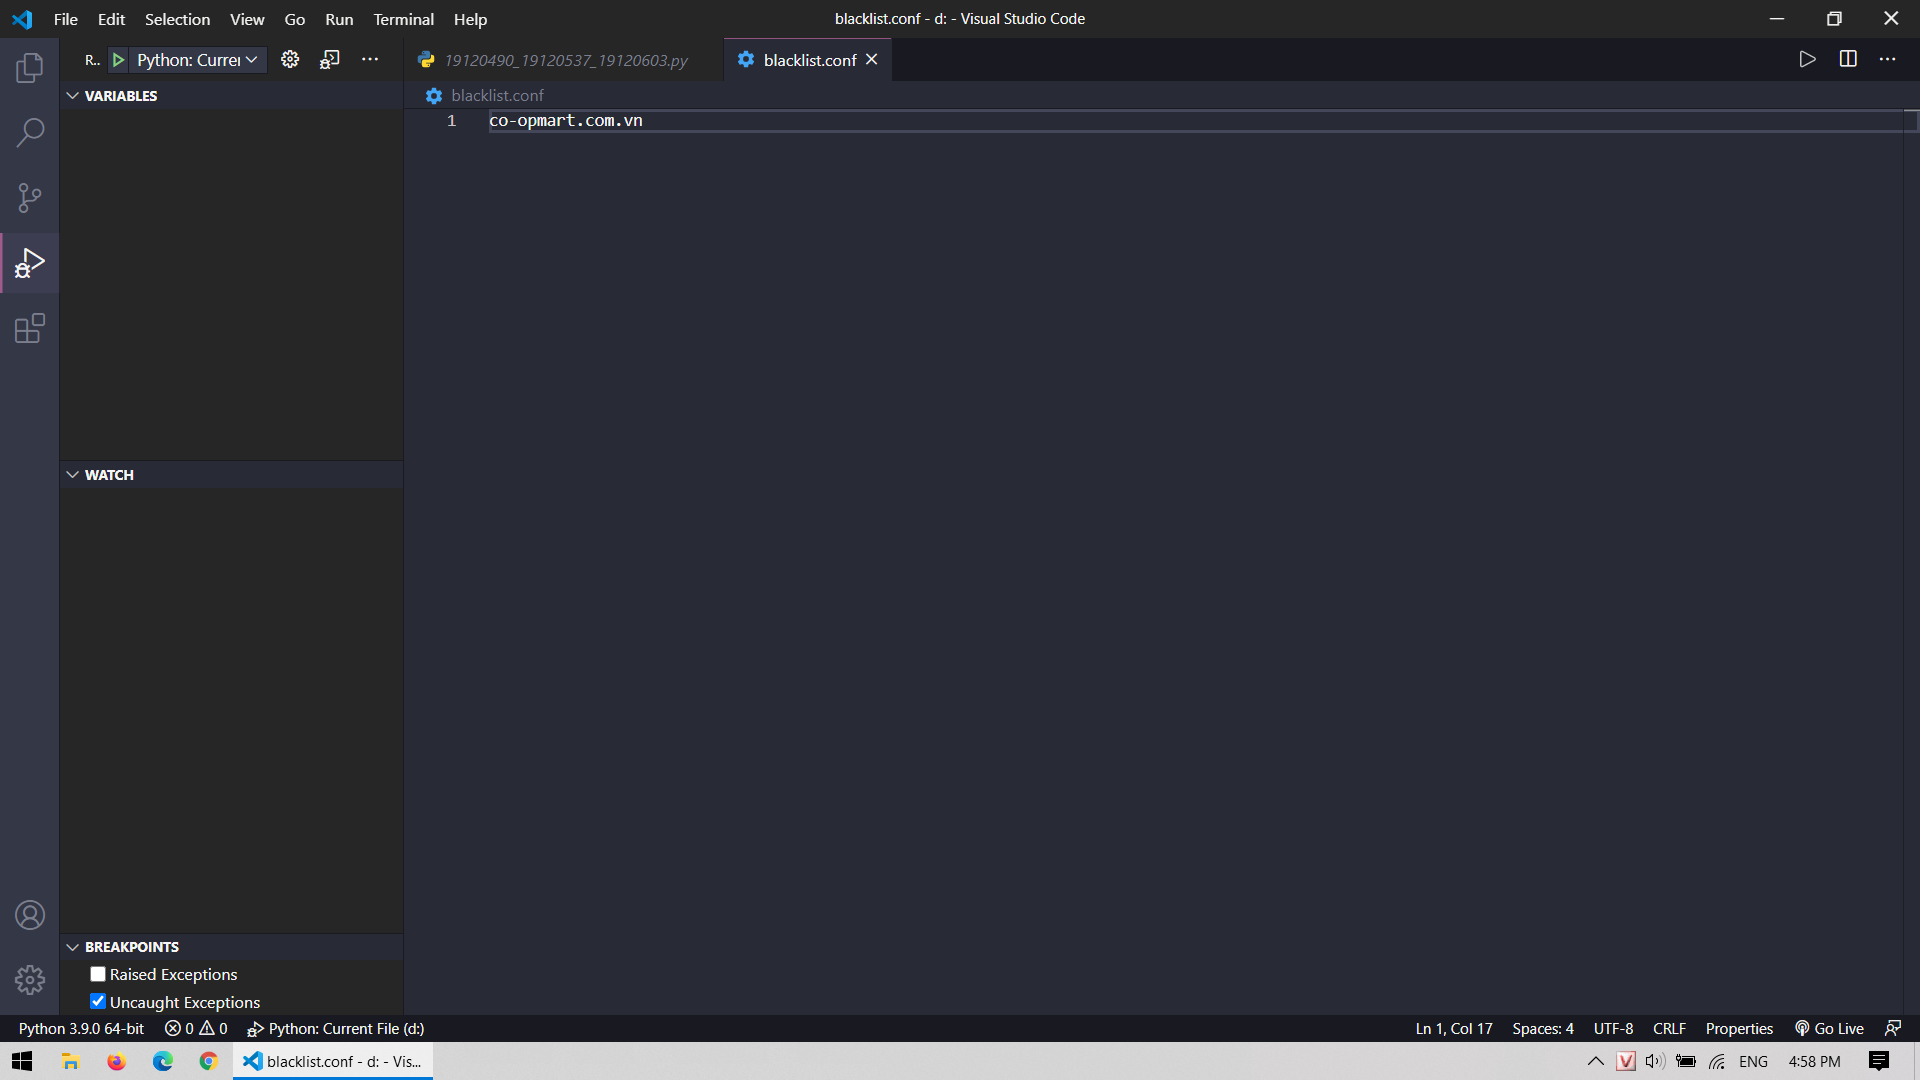 File Edit Selection View Go Run Terminal Help
blacklist.conf - d: - Visual Studio Code
R.. Python: Currer
19120490_19120537_19120603.py
blacklist.conf
VARIABLES
blacklist.conf
1 co-opmart.com.vn
WATCH
BREAKPOINTS
Raised Exceptions
Uncaught Exceptions
Python 3.9.0 64-bit 0 0 Python: Current File (d:)
Ln 1, Col 17 Spaces: 4 UTF-8 CRLF Properties Go Live
blacklist.conf - d: - Vis...
V ENG 4:58 PM